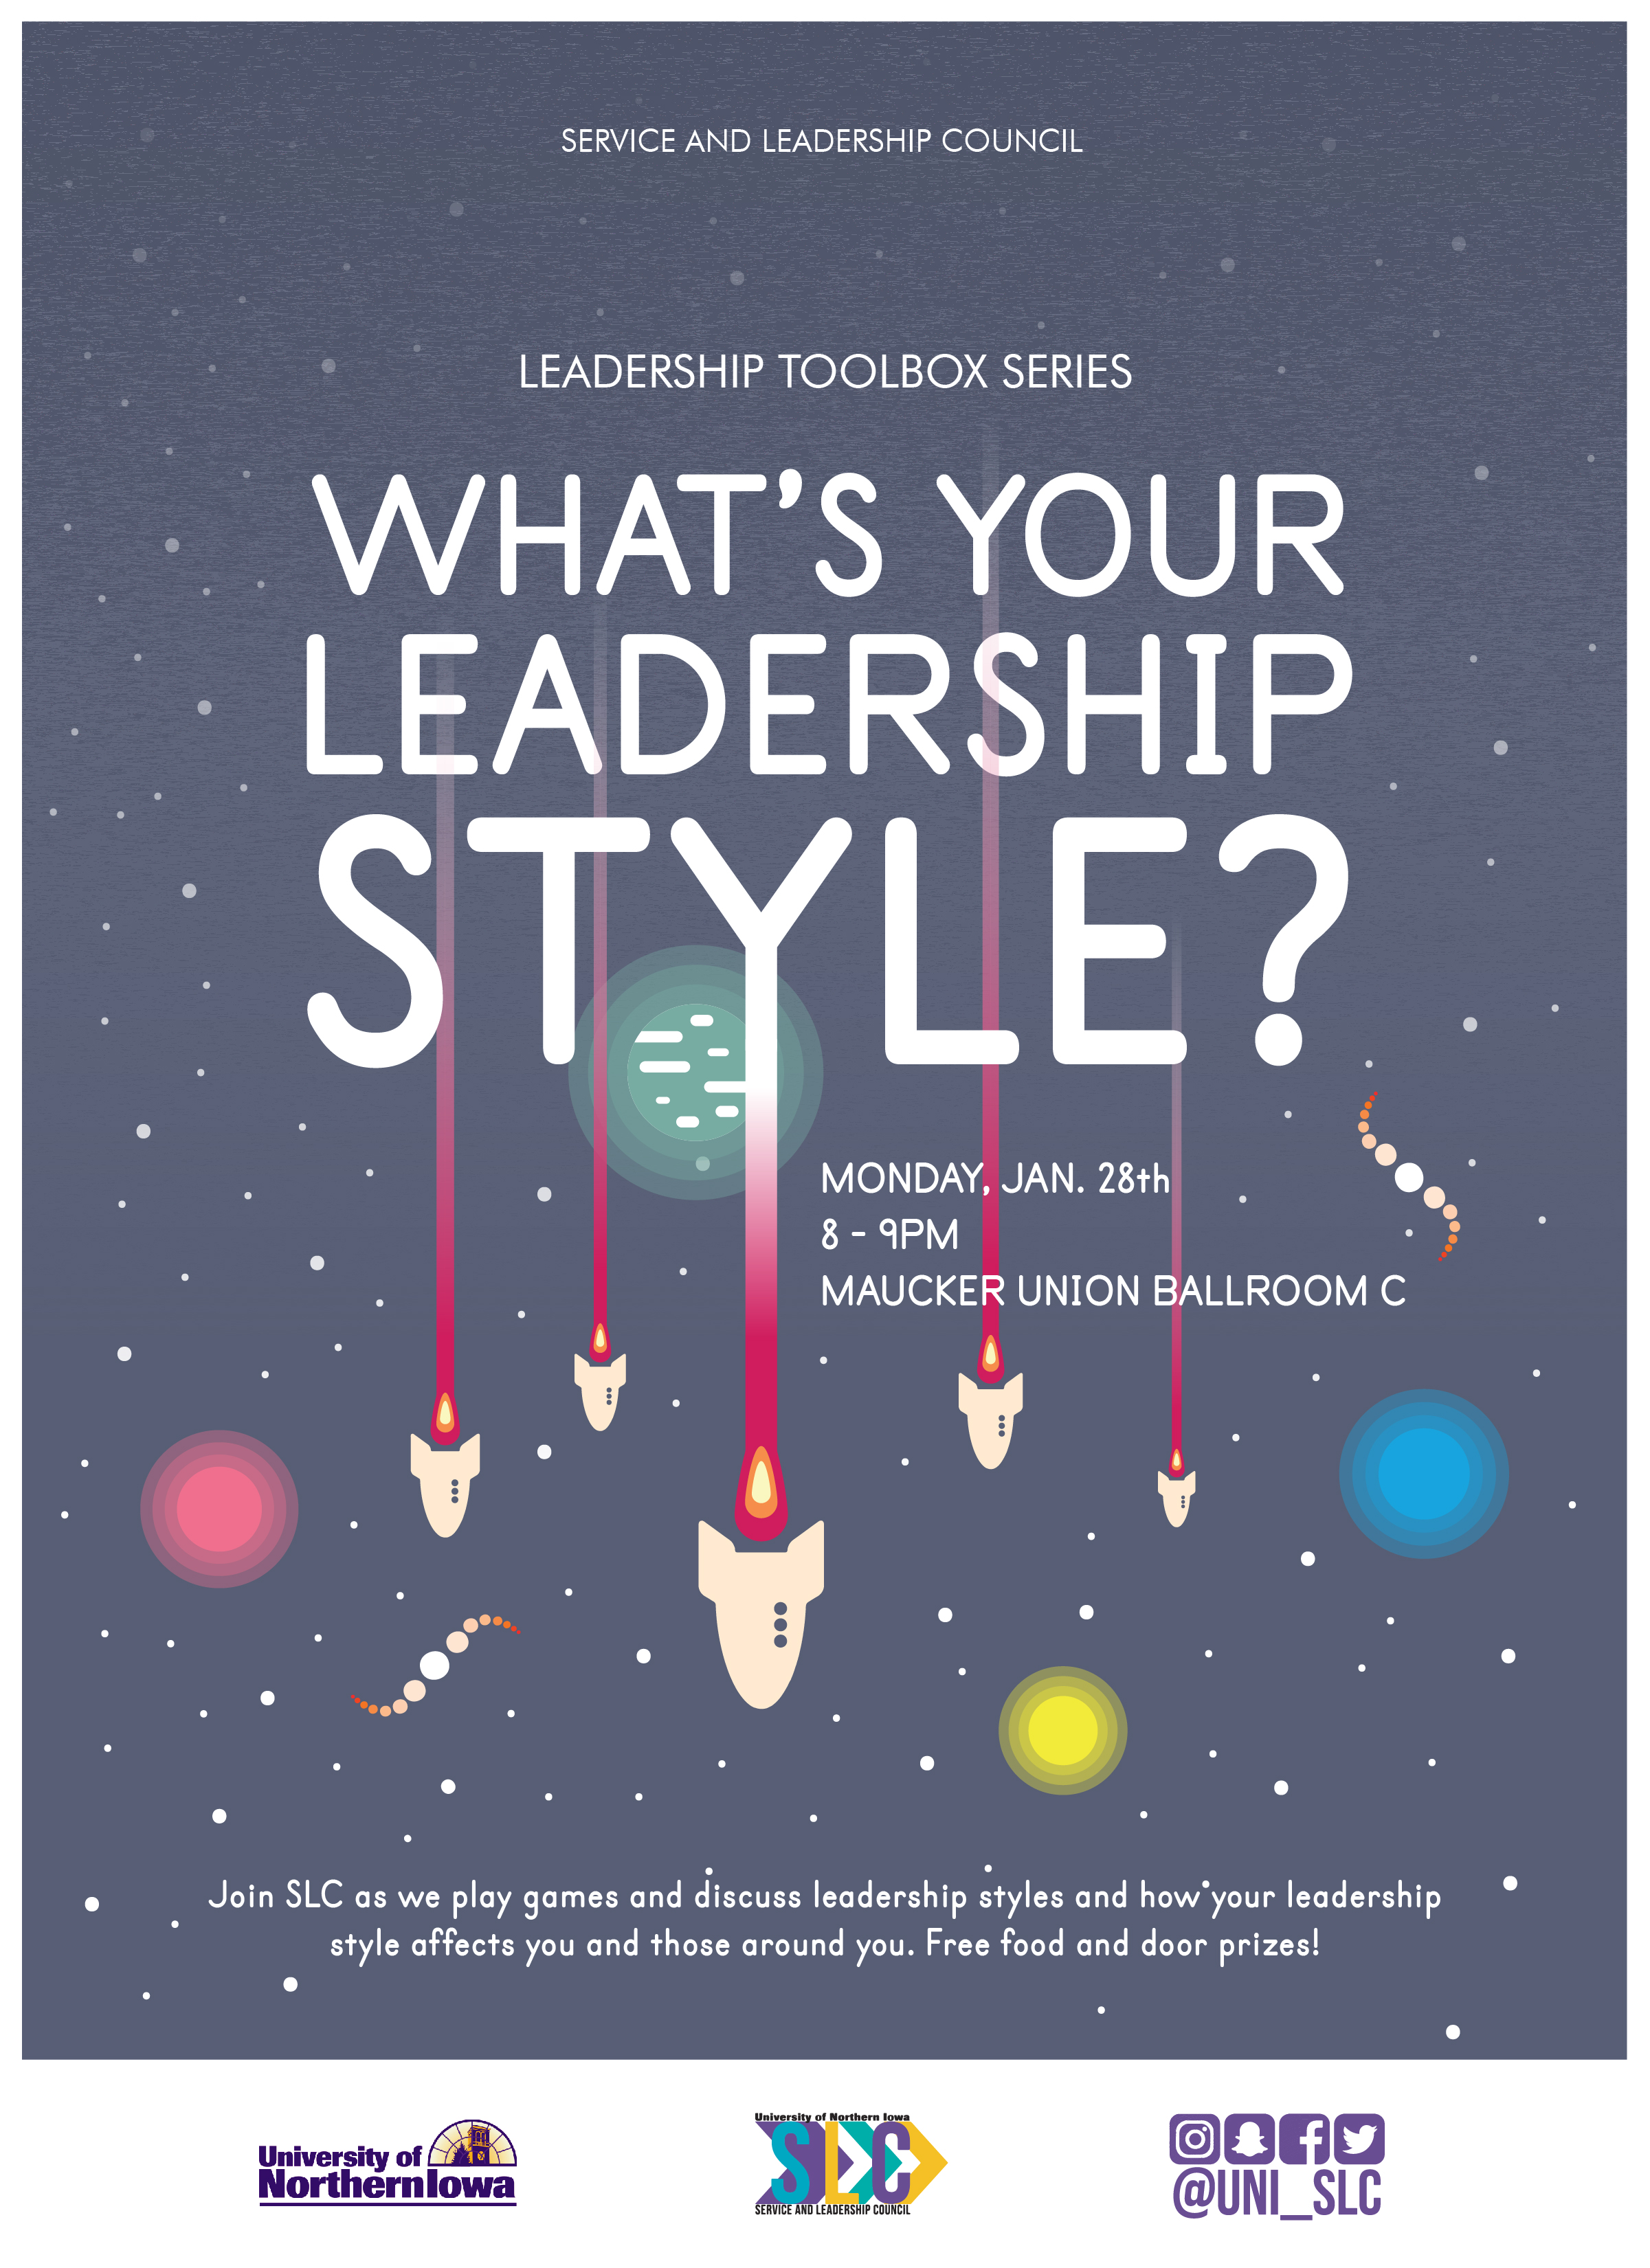 SERVICE AND LEADERSHIP COUNCIL
LEADERSHIP TOOLBOX SERIES
WHAT'S YOUR
LEADERSHIP
STYLE?
MONDAY, JAN. 28th
8 - 9PM
MAUCKER UNION BALLROOM C
Join SLC as we play games and discuss leadership styles and how your leadership
style affects you and those around you. Free food and door prizes!
University of
Northern Iowa
University of Northern Iowa
SLC
SERVICE AND LEADERSHIP COUNCIL
@UNI_SLC